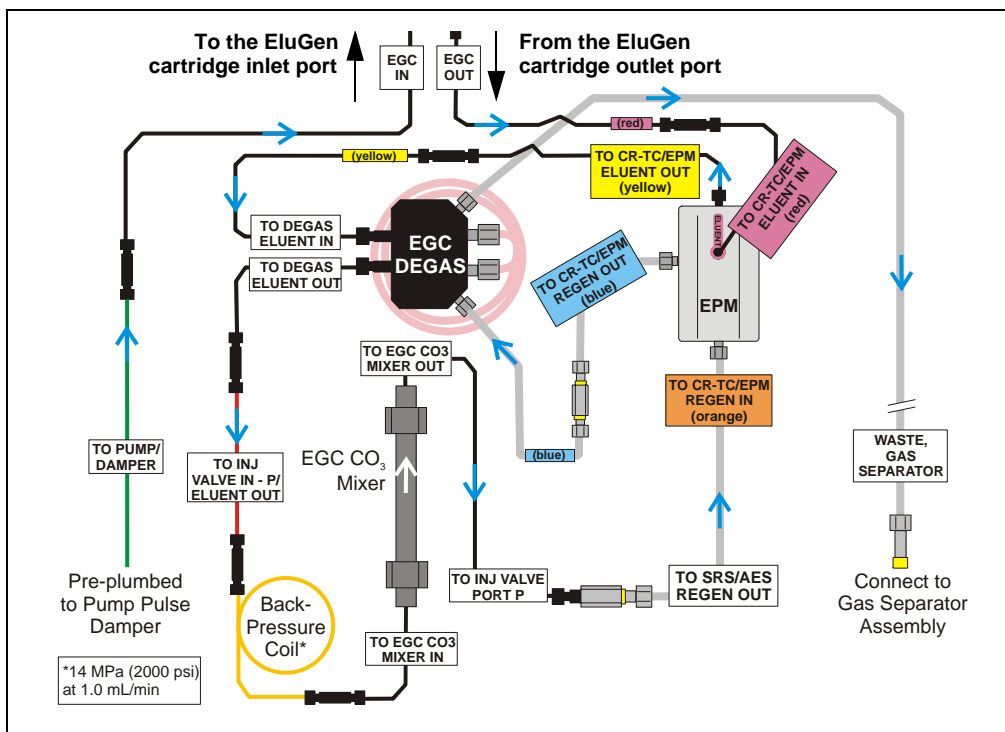 To the EluGen
cartridge inlet port
EGC
IN
EGC
OUT
From the EluGen
cartridge outlet port
(red)
(yellow)
TO CR-TC/EPM
ELUENT OUT
(yellow)
TO CR-TC/EPM
ELUENT IN
(red)
TO DEGAS
ELUENT IN
EGC
DEGAS
ELUENT
TO DEGAS
ELUENT OUT
TO CR-TC/EPM
REGEN OUT
(blue)
EPM
TO EGC CO3
MIXER OUT
TO CR-TC/EPM
REGEN IN
(orange)
TO PUMP/
DAMPER
TO INJ
VALVE IN - P/
ELUENT OUT
EGC CO3
Mixer
(blue)
WASTE,
GAS
SEPARATOR
Pre-plumbed
to Pump Pulse
Damper
Back-
Pressure
Coil*
TO INJ VALVE
PORT P
TO SRS/AES
REGEN OUT
Connect to
Gas Separator
Assembly
TO EGC CO3
MIXER IN
*14 MPa (2000 psi)
at 1.0 mL/min